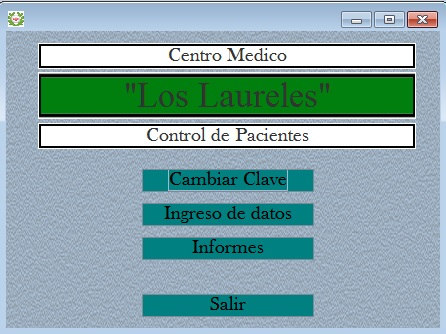 Centro Medico
"Los Laureles"
Control de Pacientes
Cambiar Clave
Ingreso de datos
Informes
Salir